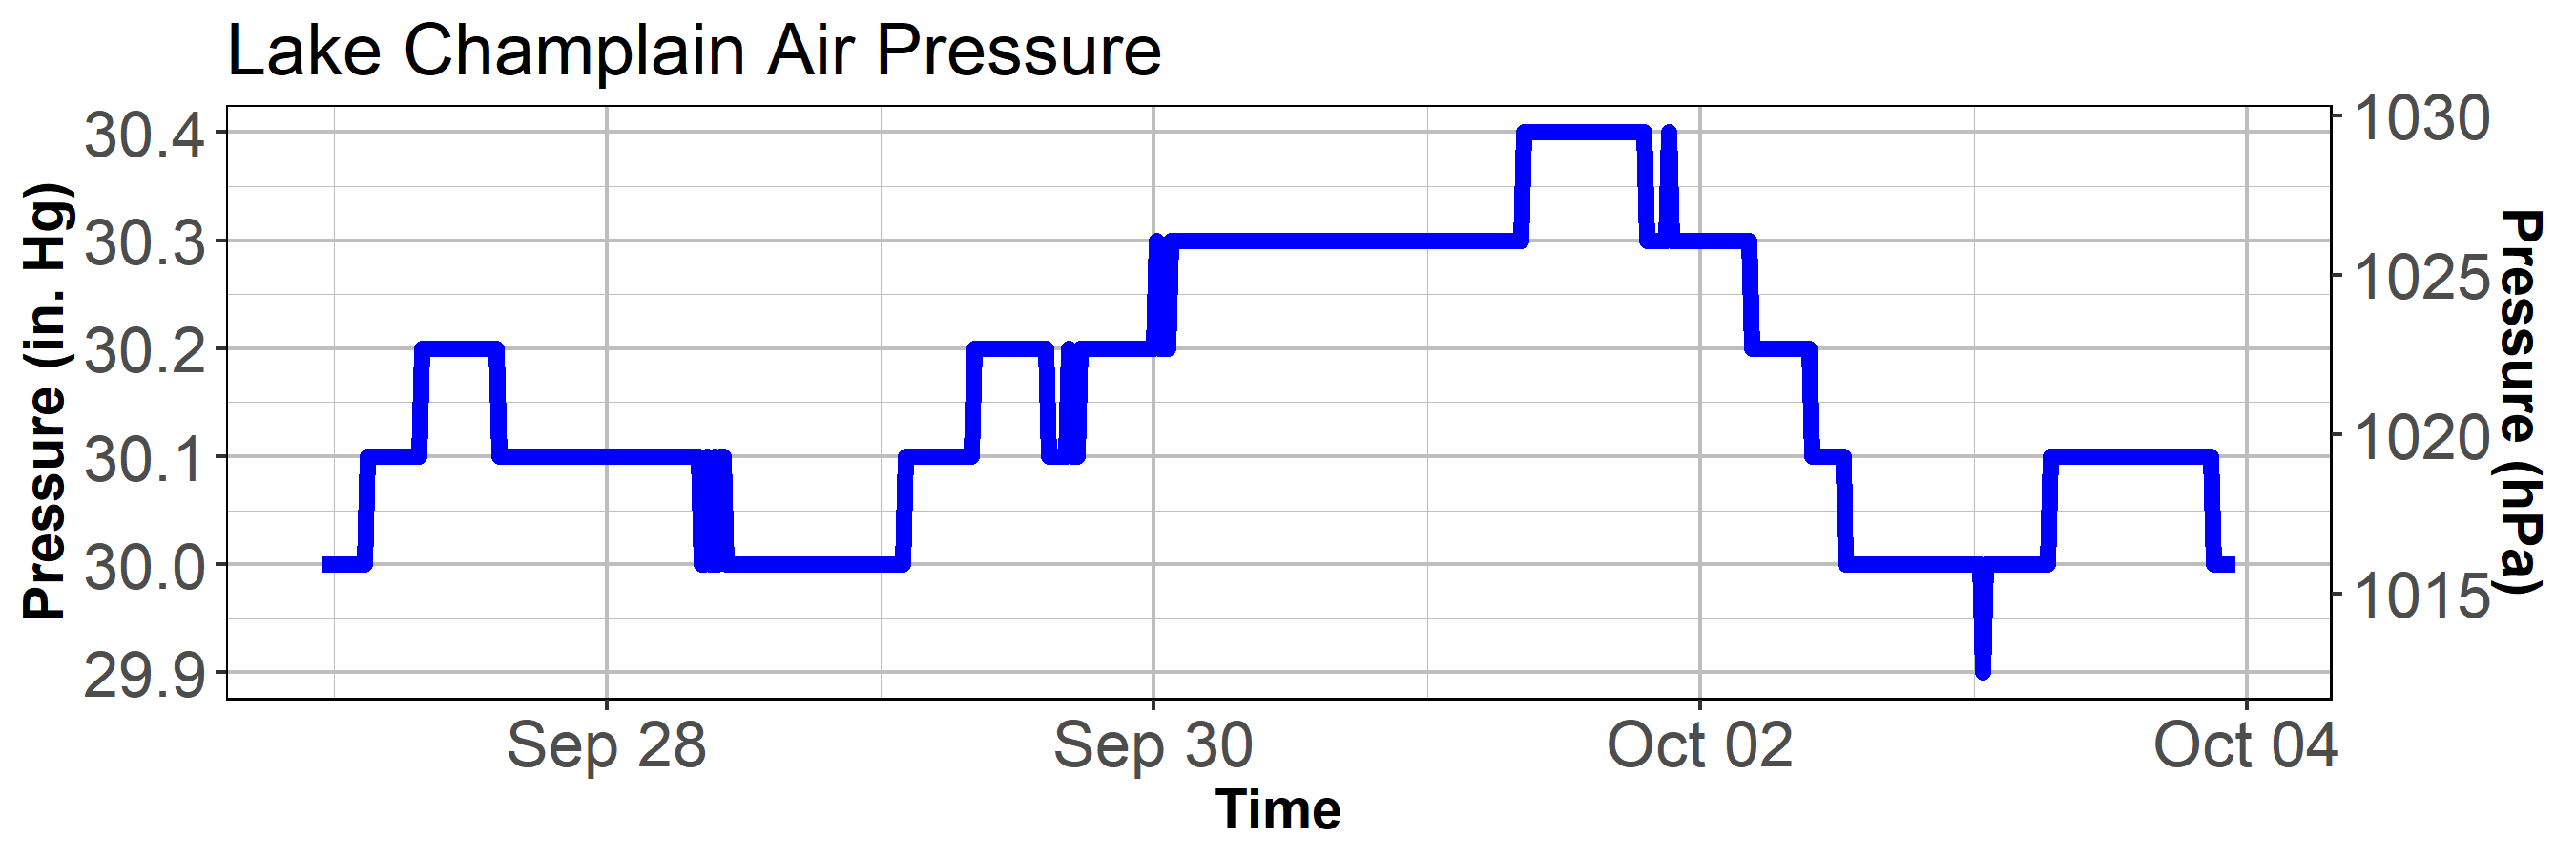 Lake Champlain Air Pressure
Pressure (in. Hg)
30.4
30.3
30.2
30.1
30.0
29.9
1030
1025
1020
1015
Pressure (hPa)
Sep 28 Sep 30 Oct 02 Oct 04
Time